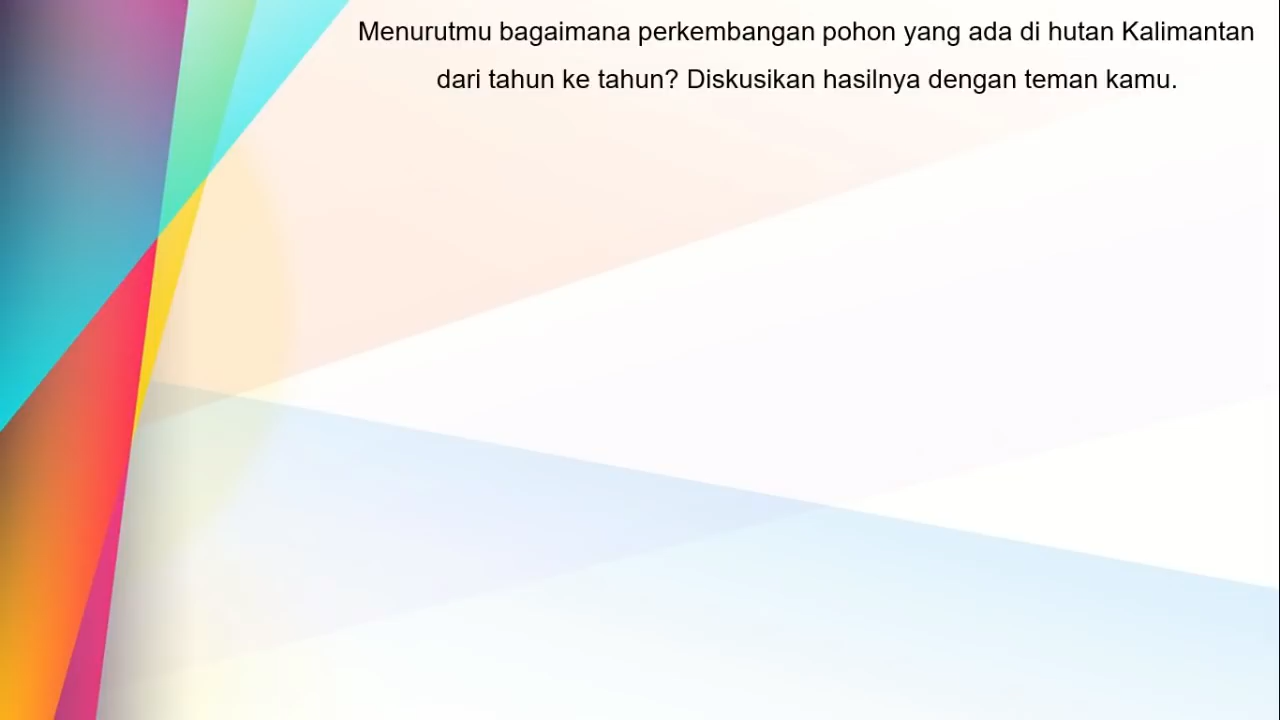 Menurutmu bagaimana perkembangan pohon yang ada di hutan Kalimantan
dari tahun ke tahun? Diskusikan hasilnya dengan teman kamu.